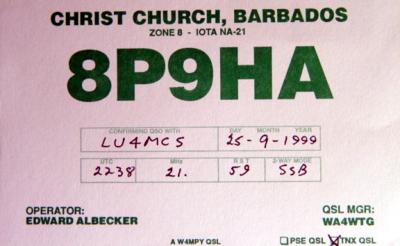 CHRIST CHURCH, BARBADOS
ZONE 8 - IOTA NA-21
8P9HA
CONFIRMING QSO WITH DAY MONTH YEAR
LU4MCS 25-9-1999
UTC MHz RST 2-WAY MODE
2238 21. 59 SSB
OPERATOR: QSL MGR:
EDWARD ALBECKER WA4WTG
A W4MPY QSL PSE QSL TNX QSL